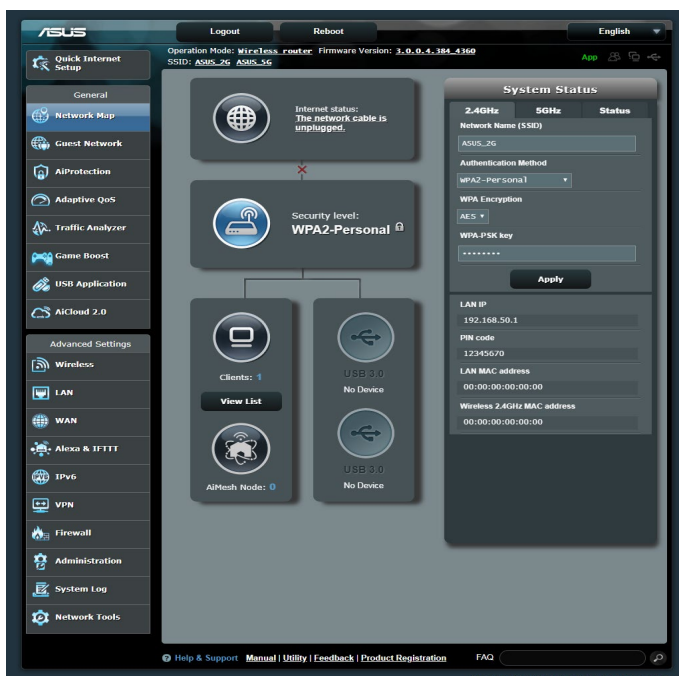 ASUS
Logout
Reboot
English
Quick Internet
Setup
Operation Mode: Wireless router Firmware Version: 3.0.0.4.384_4360
SSID: ASUS_2G ASUS_5G
App
General
Network Map
Guest Network
AiProtection
Adaptive QoS
Traffic Analyzer
Game Boost
USB Application
AiCloud 2.0
Advanced Settings
Wireless
LAN
WAN
Alexa & IFTTT
IPv6
VPN
Firewall
Administration
System Log
Network Tools
Internet status:
The network cable is
unplugged.
Security level:
WPA2-Personal
Clients: 1
View List
AiMesh Node: 0
USB 3.0
No Device
USB 3.0
No Device
System Status
2.4GHz
5GHz
Status
Network Name (SSID)
ASUS_2G
Authentication Method
WPA2-Personal
WPA Encryption
AES
WPA-PSK key
••••••••
Apply
LAN IP
192.168.50.1
PIN code
12345670
LAN MAC address
00:00:00:00:00:00
Wireless 2.4GHz MAC address
00:00:00:00:00:00
Help & Support Manual | Utility | Feedback | Product Registration
FAQ